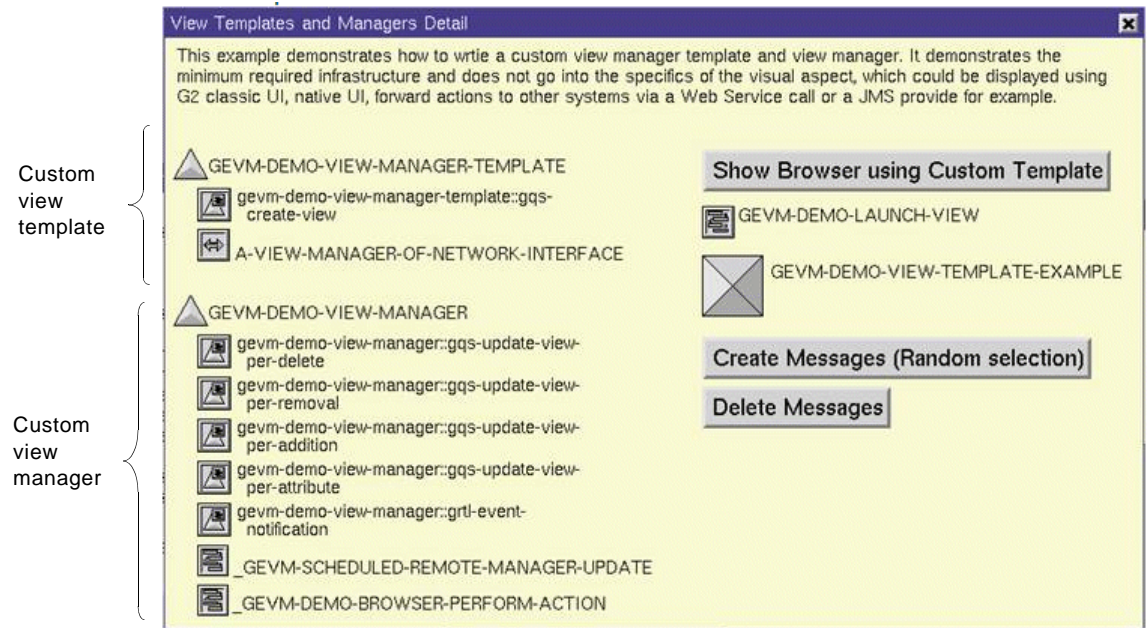 View Templates and Managers Detail
This example demonstrates how to wrtie a custom view manager template and view manager. It demonstrates the
minimum required infrastructure and does not go into the specifics of the visual aspect, which could be displayed using
G2 classic UI, native UI, forward actions to other systems via a Web Service call or a JMS provide for example.
Custom
view
template
GEVM-DEMO-VIEW-MANAGER-TEMPLATE
gevm-demo-view-manager-template::gqs-
create-view
A-VIEW-MANAGER-OF-NETWORK-INTERFACE
Custom
view
manager
GEVM-DEMO-VIEW-MANAGER
gevm-demo-view-manager::gqs-update-view-
per-delete
gevm-demo-view-manager::gqs-update-view-
per-removal
gevm-demo-view-manager::gqs-update-view-
per-addition
gevm-demo-view-manager::gqs-update-view-
per-attribute
gevm-demo-view-manager::grtl-event-
notification
_GEVM-SCHEDULED-REMOTE-MANAGER-UPDATE
_GEVM-DEMO-BROWSER-PERFORM-ACTION
Show Browser using Custom Template
GEVM-DEMO-LAUNCH-VIEW
GEVM-DEMO-VIEW-TEMPLATE-EXAMPLE
Create Messages (Random selection)
Delete Messages